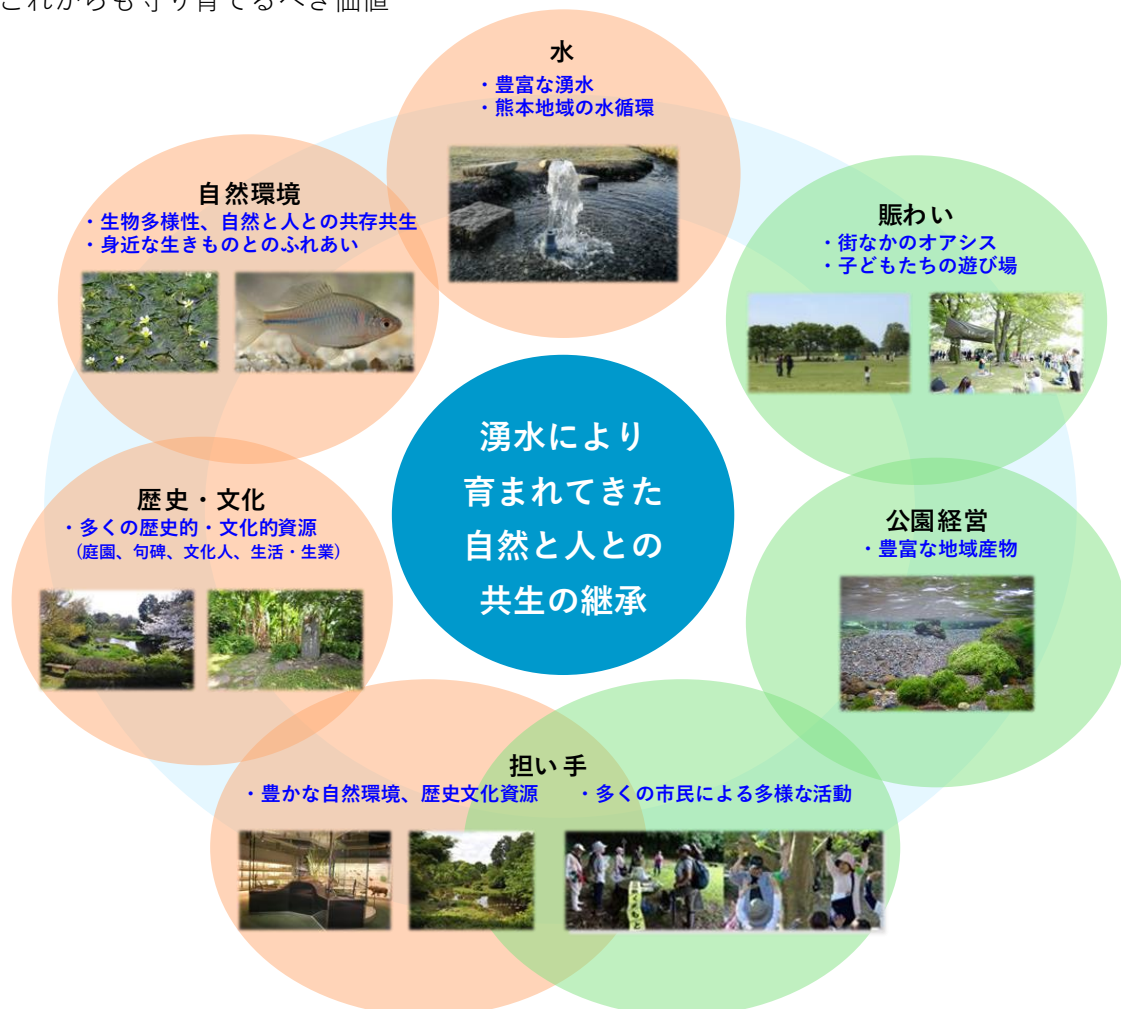 これからも守り育てるべき価値
水
・豊富な湧水
・熊本地域の水循環
自然環境
・生物多様性、自然と人との共存共生
・身近な生きものとのふれあい
賑わい
・街なかのオアシス
・子どもたちの遊び場
湧水により
育まれてきた
自然と人との
共生の継承
歴史・文化
・多くの歴史的・文化的資源
(庭園、句碑、文化人、生活・生業)
公園経営
・豊富な地域産物
担い手
・豊かな自然環境、歴史文化資源
・多くの市民による多様な活動